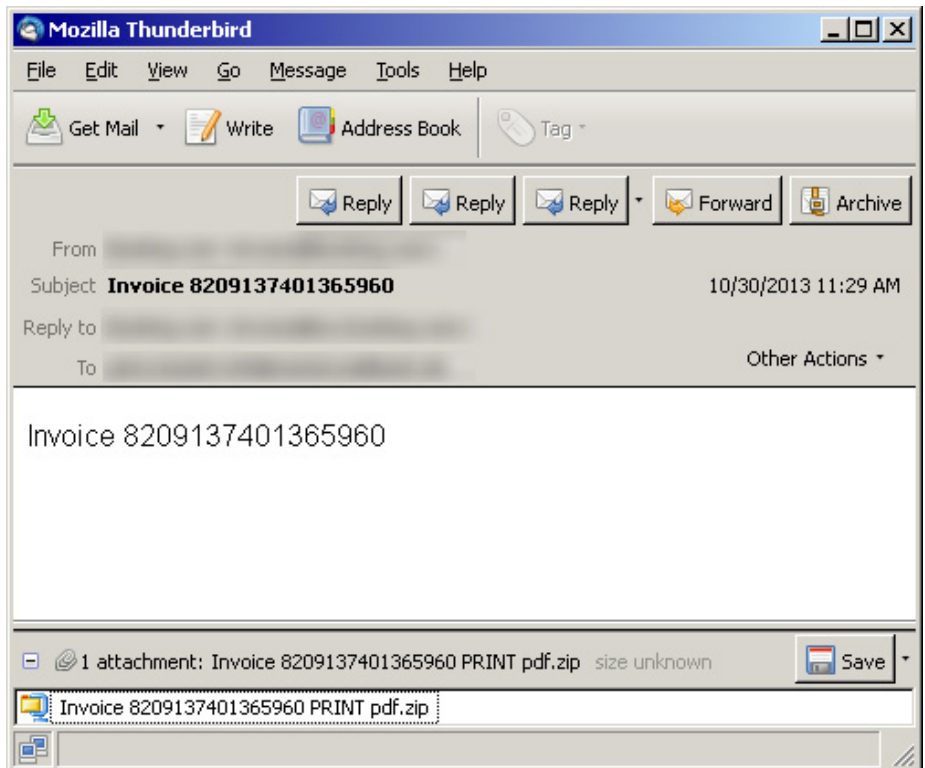 Mozilla Thunderbird
File Edit View Go Message Tools Help
Get Mail Write Address Book Tag
Reply Reply Reply Forward Archive
From
Subject Invoice 8209137401365960 10/30/2013 11:29 AM
Reply to
To
Other Actions
Invoice 8209137401365960
1 attachment: Invoice 8209137401365960 PRINT pdf.zip size unknown Save
Invoice 8209137401365960 PRINT pdf.zip